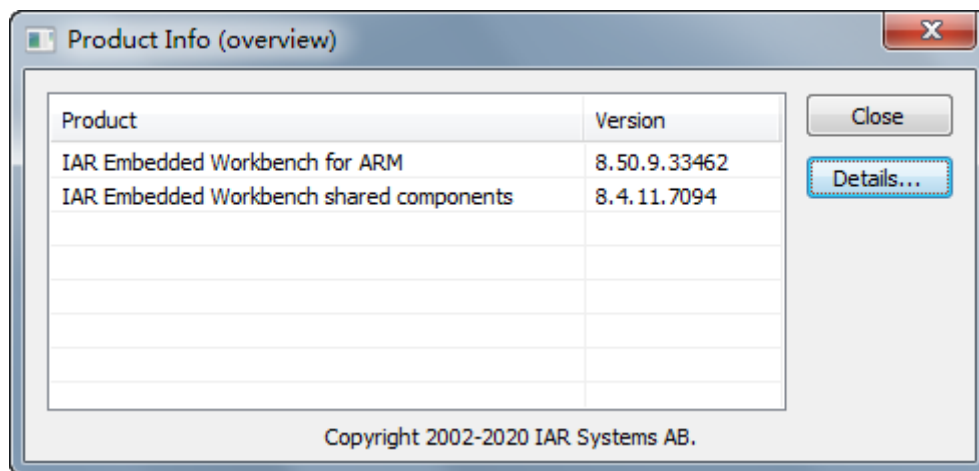 Product Info (overview)
Product Version
IAR Embedded Workbench for ARM 8.50.9.33462
IAR Embedded Workbench shared components 8.4.11.7094
Close
Details...
Copyright 2002-2020 IAR Systems AB.